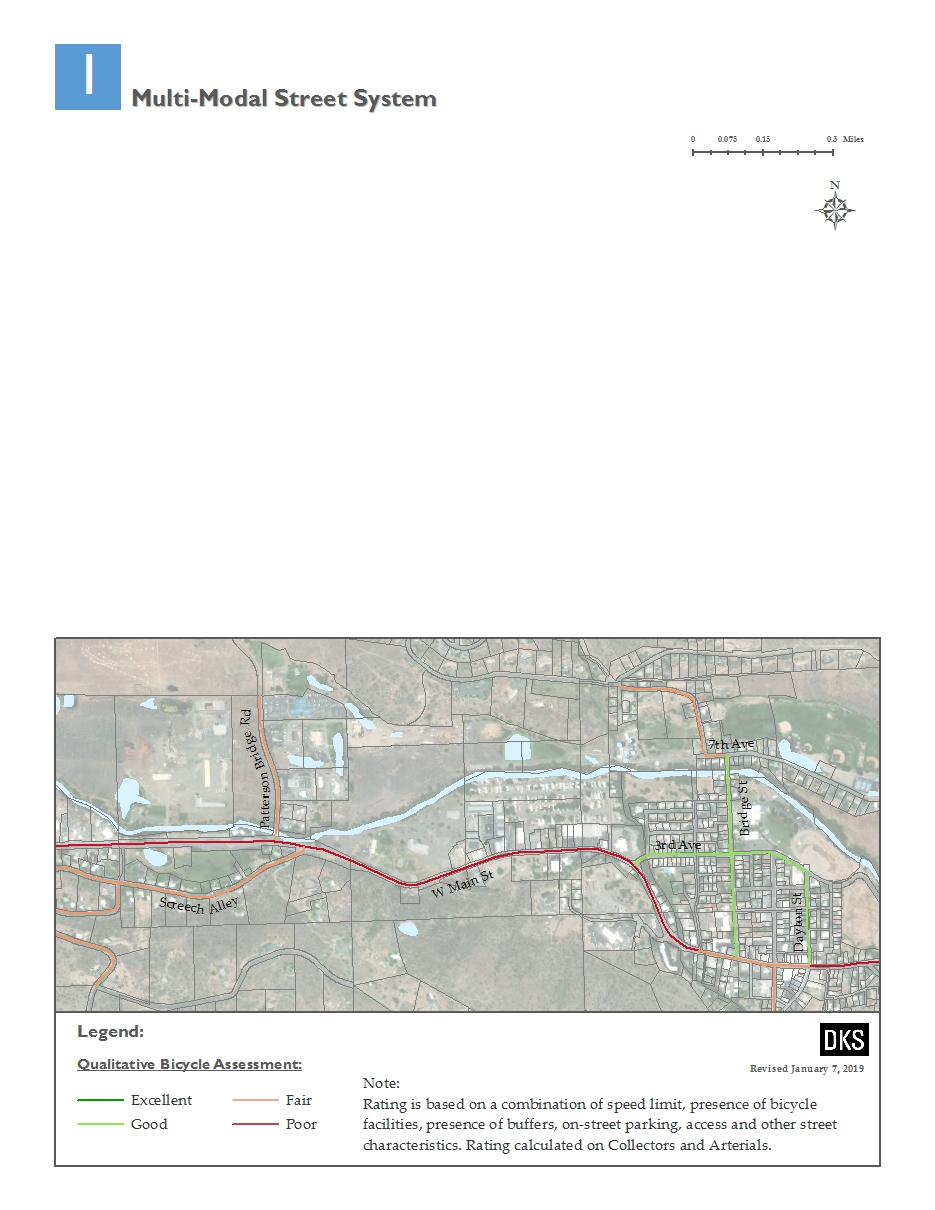 1
Multi-Modal Street System
0 0.075 0.15 0.3 Miles
N
Patterson Bridge Rd
7th Ave
Bridge St
3rd Ave
W Main St
Screech Alley
Dayton St
Legend:
DKS
Qualitative Bicycle Assessment:
Revised January 7, 2019
Excellent
Fair
Good
Poor
Note:
Rating is based on a combination of speed limit, presence of bicycle
facilities, presence of buffers, on-street parking, access and other street
characteristics. Rating calculated on Collectors and Arterials.